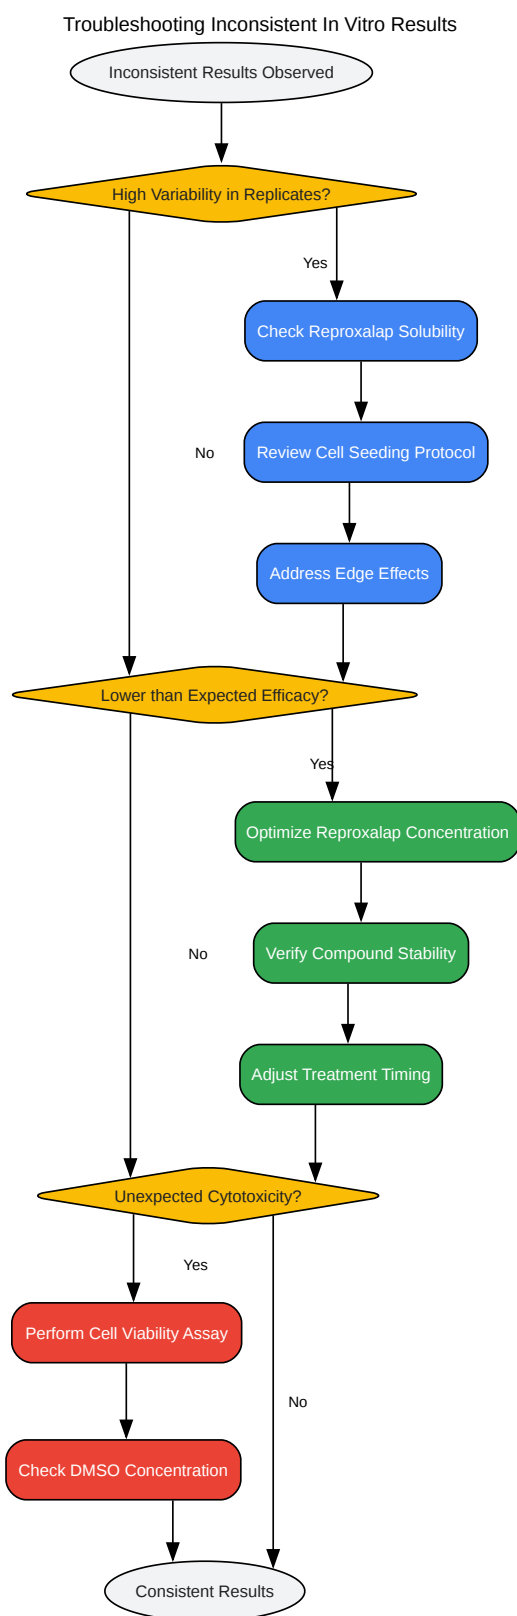 Troubleshooting Inconsistent In Vitro Results
Inconsistent Results Observed
High Variability in Replicates?
Yes
Check Reproxalap Solubility
No
Review Cell Seeding Protocol
Address Edge Effects
Lower than Expected Efficacy?
Yes
Optimize Reproxalap Concentration
No
Verify Compound Stability
Adjust Treatment Timing
Unexpected Cytotoxicity?
Yes
Perform Cell Viability Assay
No
Check DMSO Concentration
Consistent Results